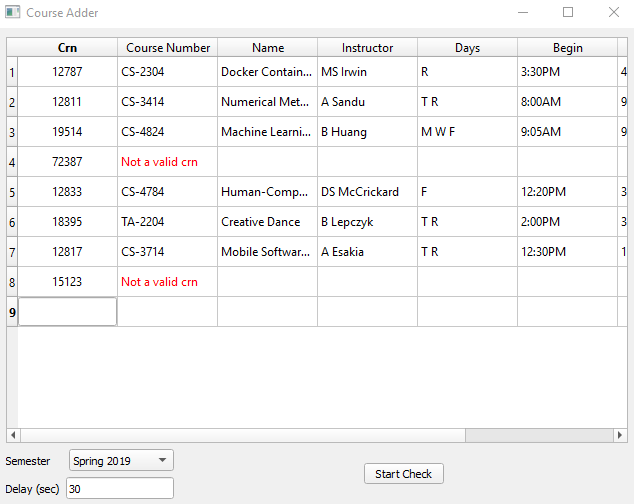 Course Adder
Crn Course Number Name Instructor Days Begin
1 12787 CS-2304 Docker Contain... MS Irwin R 3:30PM 4
2 12811 CS-3414 Numerical Met... A Sandu T R 8:00AM 9
3 19514 CS-4824 Machine Learni... B Huang M W F 9:05AM 9
4 72387 Not a valid crn
5 12833 CS-4784 Human-Comp... DS McCrickard F 12:20PM 3
6 18395 TA-2204 Creative Dance B Lepczyk T R 2:00PM 3
7 12817 CS-3714 Mobile Softwar... A Esakia T R 12:30PM 1
8 15123 Not a valid crn
9
Semester Spring 2019
Delay (sec) 30
Start Check